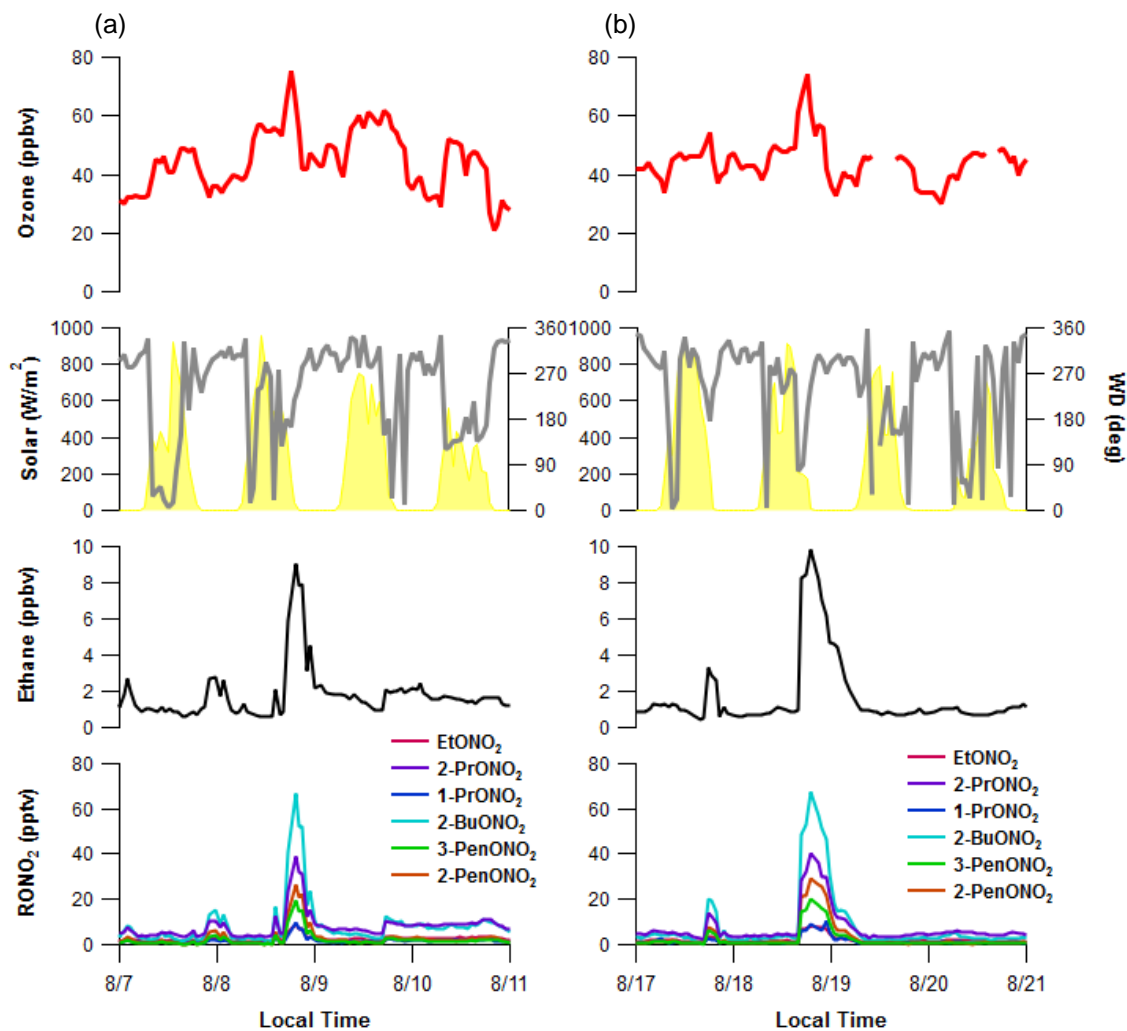 (a)
(b)
Ozone (ppbv)
80
60
40
20
0
80
60
40
20
0
Solar (W/m²)
1000
800
600
400
200
0
360
270
180
90
0
1000
800
600
400
200
0
360
270
180
90
0
WD (deg)
Ethane (ppbv)
10
8
6
4
2
0
10
8
6
4
2
0
RONO₂ (pptv)
80
60
40
20
0
EtONO₂
2-PrONO₂
1-PrONO₂
2-BuONO₂
3-PenONO₂
2-PenONO₂
80
60
40
20
0
EtONO₂
2-PrONO₂
1-PrONO₂
2-BuONO₂
3-PenONO₂
2-PenONO₂
8/7 8/8 8/9 8/10 8/11
8/17 8/18 8/19 8/20 8/21
Local Time
Local Time